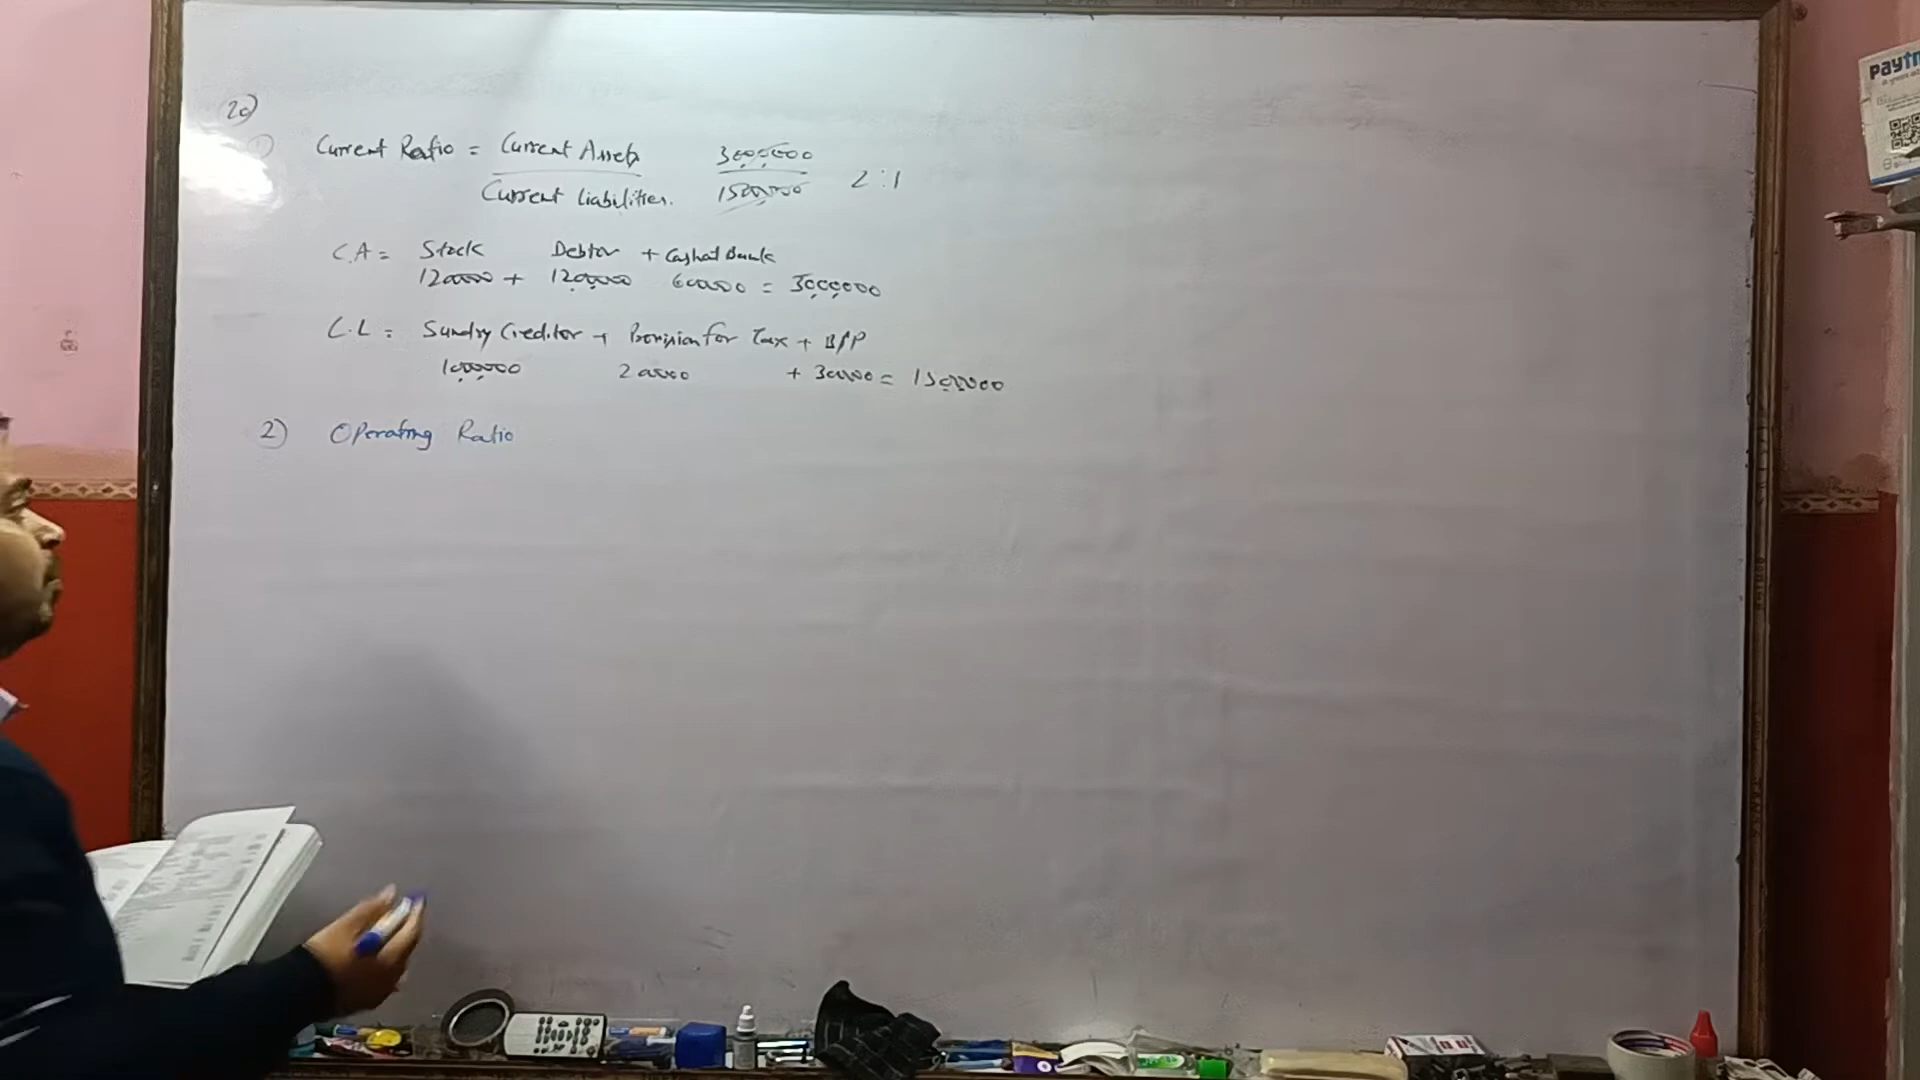 20)
1) Current Ratio = Current Assets / Current Liabilities. 3000000 / 1500000 2:1
C.A = Stock Debtor + Cash at Bank
1200000 + 1200000 600000 = 3000000
C.L = Sundry Creditor + Provision for Tax + B/P
1000000 200000 + 300000 = 1500000
2) Operating Ratio
Paytm